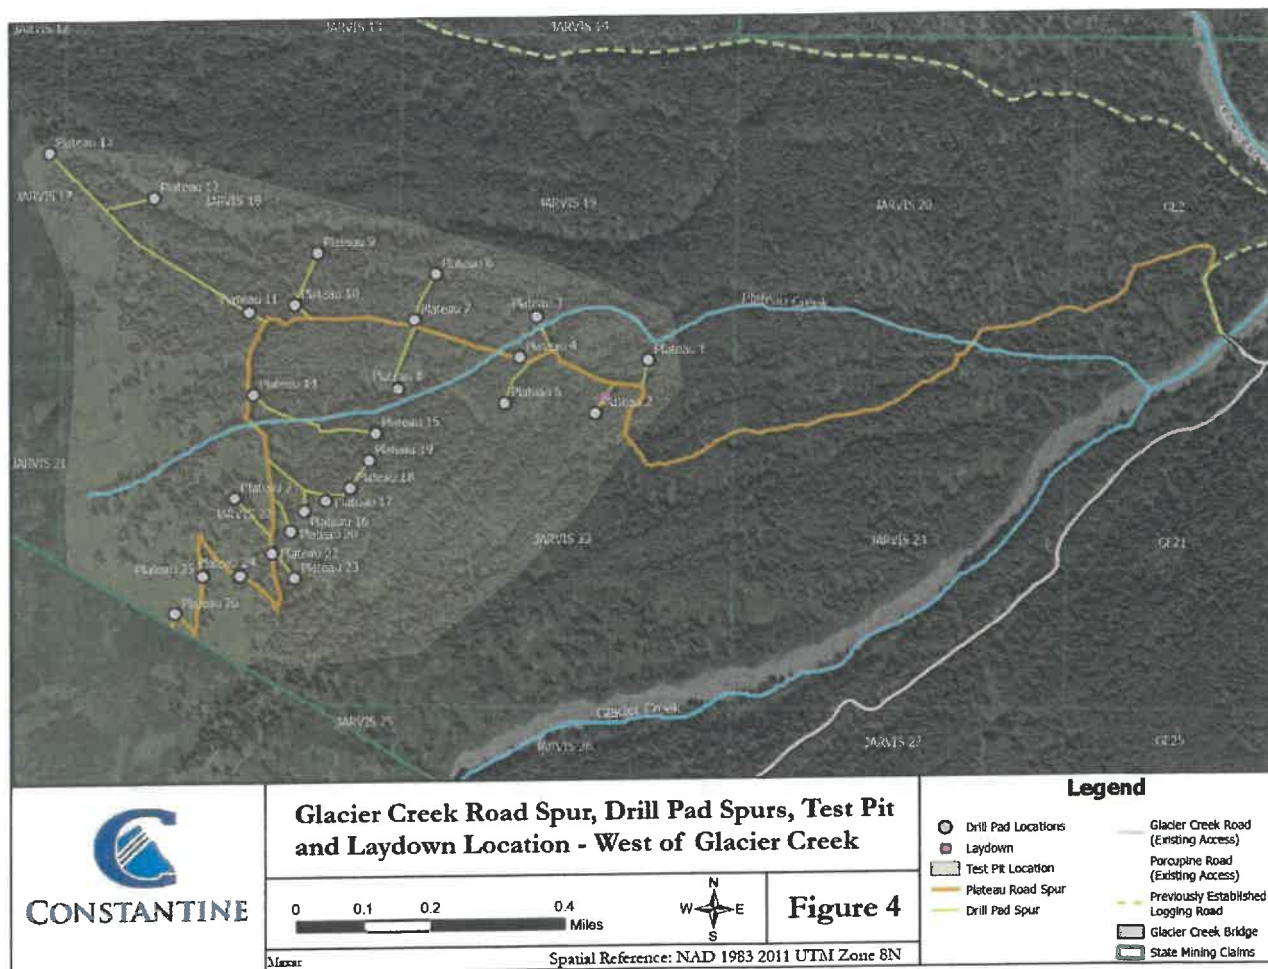 JARVIS 12
JARVIS 13
JARVIS 14
Plateau 13
JARVIS 17
Plateau 12
JARVIS 18
JARVIS 19
JARVIS 20
GE2
Plateau 9
Plateau 6
Plateau 11
Plateau 10
Plateau 7
Plateau 3
Plateau Creek
Plateau 4
Plateau 1
Plateau 8
Plateau 14
Plateau 5
Plateau 2
Plateau 15
JARVIS 21
Plateau 19
Plateau 18
Plateau 17
Plateau 16
Plateau 20
JARVIS 23
JARVIS 24
GE21
Plateau 22
Plateau 23
Plateau 24
Plateau 25
Plateau 26
Glacier Creek
JARVIS 25
JARVIS 26
JARVIS 27
GE25
CONSTANTINE
Glacier Creek Road Spur, Drill Pad Spurs, Test Pit
and Laydown Location - West of Glacier Creek
0 0.1 0.2 0.4
Miles
N
W E
S
Figure 4
Maxar
Spatial Reference: NAD 1983 2011 UTM Zone 8N
Legend
Drill Pad Locations
Laydown
Test Pit Location
Plateau Road Spur
Drill Pad Spur
Glacier Creek Road
(Existing Access)
Porcupine Road
(Existing Access)
Previously Established
Logging Road
Glacier Creek Bridge
State Mining Claims